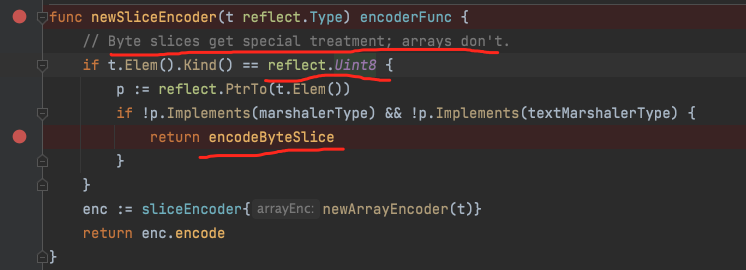 func newSliceEncoder(t reflect.Type) encoderFunc {
// Byte slices get special treatment; arrays don't.
if t.Elem().Kind() == reflect.Uint8 {
p := reflect.PtrTo(t.Elem())
if !p.Implements(marshalerType) && !p.Implements(textMarshalerType) {
return encodeByteSlice
}
}
enc := sliceEncoder{ arrayEnc: newArrayEncoder(t)}
return enc.encode
}